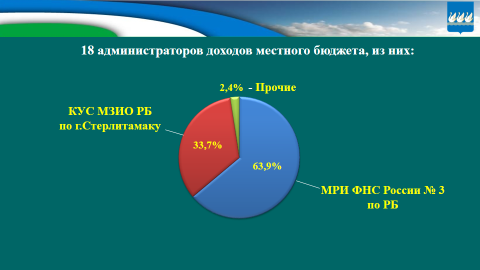 18 администраторов доходов местного бюджета, из них:
2,4% - Прочие
КУС МЗИО РБ
по г.Стерлитамаку
33,7%
63,9%
МРИ ФНС России № 3
по РБ